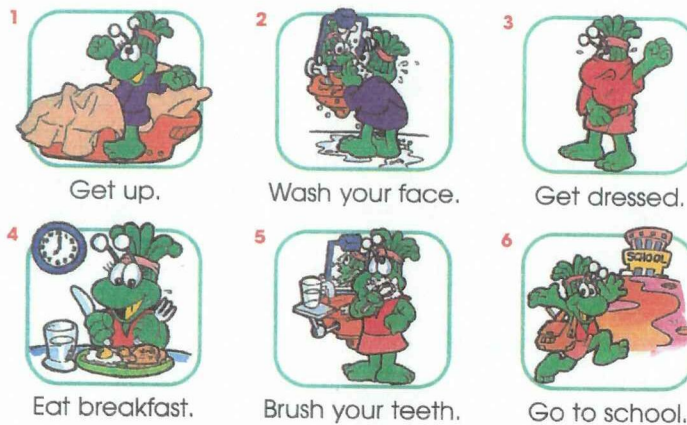 1
2
3
Get up.
Wash your face.
Get dressed.
4
5
6
SCHOOL
Eat breakfast.
Brush your teeth.
Go to school.